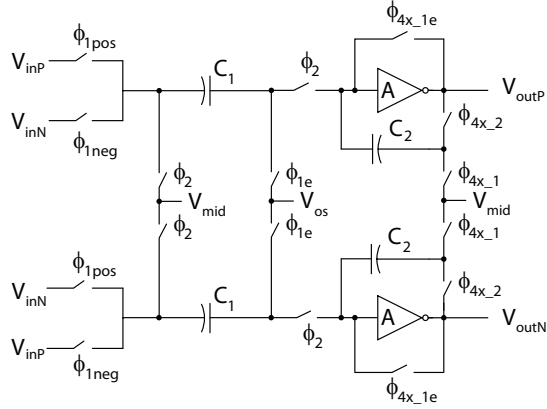 ϕ4x_1e
ϕ1pos
VinP
C1
ϕ2
A
VoutP
VinN
ϕ1neg
C2
ϕ4x_2
ϕ2
ϕ1e
ϕ4x_1
Vmid
Vos
Vmid
ϕ2
ϕ1e
ϕ4x_1
C2
ϕ1pos
ϕ4x_2
VinN
C1
ϕ2
A
VoutN
VinP
ϕ1neg
ϕ4x_1e